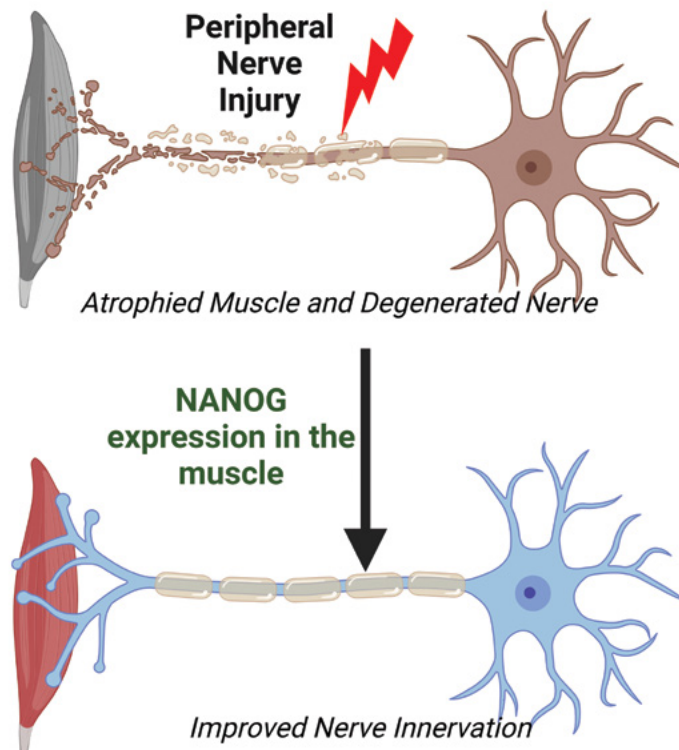 Peripheral
Nerve
Injury
Atrophied Muscle and Degenerated Nerve
NANOG
expression in the
muscle
Improved Nerve Innervation